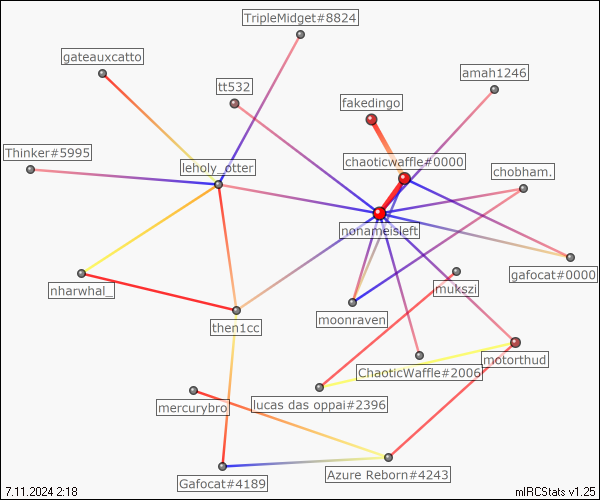 TripleMidget#8824
gateauxcatto
amah1246
tt532
fakedingo
Thinker#5995
leholy_otter
chaoticwaffle#0000
chobham.
nonameisleft
gafocat#0000
nharwhal_
mukszi
moonraven
then1cc
motorthud
ChaoticWaffle#2006
mercurybro
lucas das oppai#2396
Azure Reborn#4243
Gafocat#4189
7.11.2024 2:18
mIRCStats v1.25